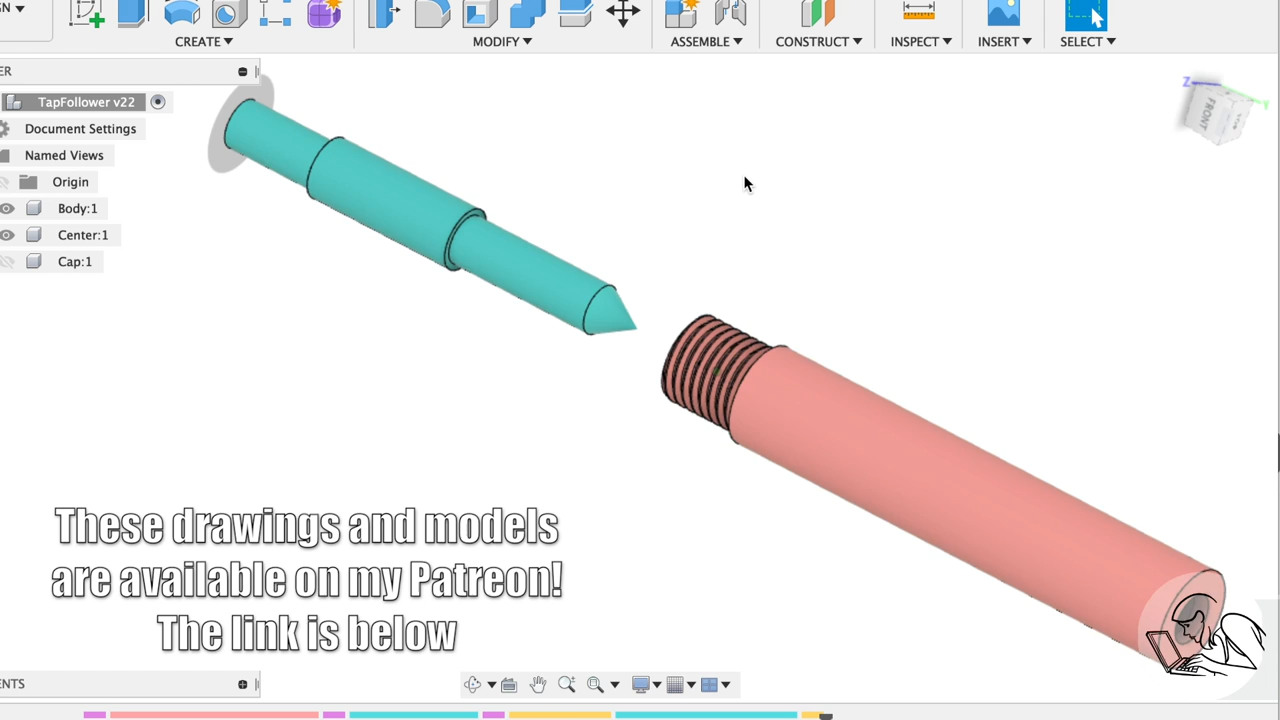 CREATE
MODIFY
ASSEMBLE
CONSTRUCT
INSPECT
INSERT
SELECT
TapFollower v22
Document Settings
Named Views
Origin
Body:1
Center:1
Cap:1
Z
FRONT
These drawings and models
are available on my Patreon!
The link is below